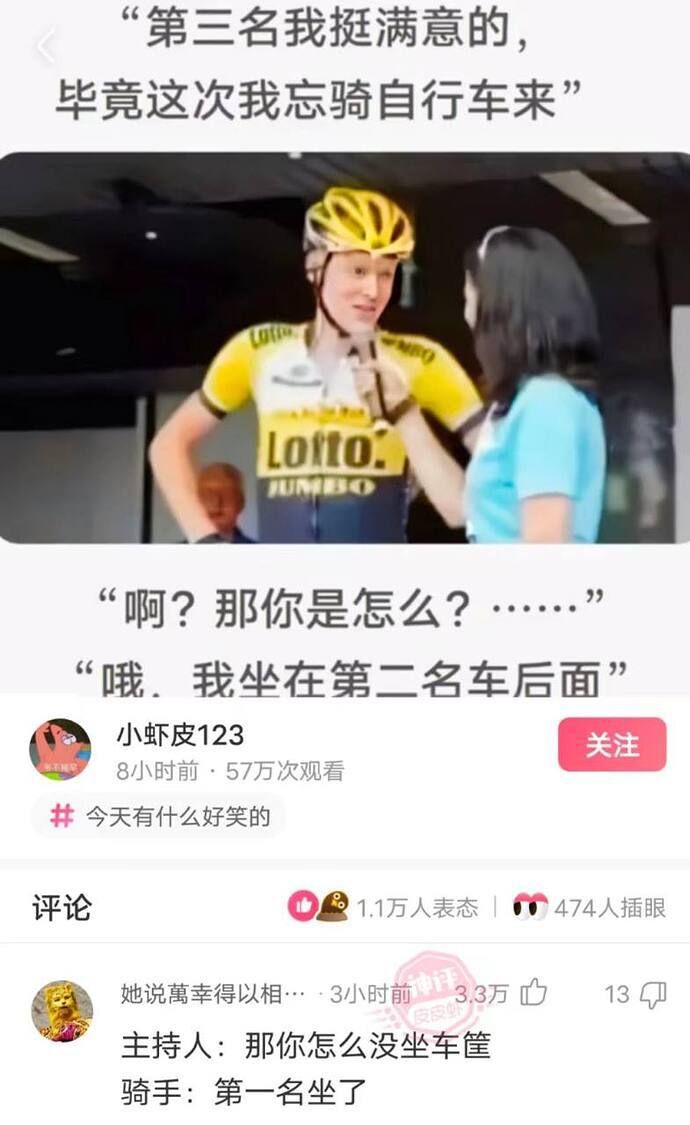 “第三名我挺满意的，
毕竟这次我忘骑自行车来”
Lotto.
JUMBO
“啊？那你是怎么？……”
“哦．我坐在第二名车后面”
小虾皮123
8小时前 · 57万次观看
关注
# 今天有什么好笑的
评论
1.1万人表态
474人插眼
她说萬幸得以相… · 3小时前
3.3万
13
神评
皮皮虾
主持人：那你怎么没坐车筐
骑手：第一名坐了